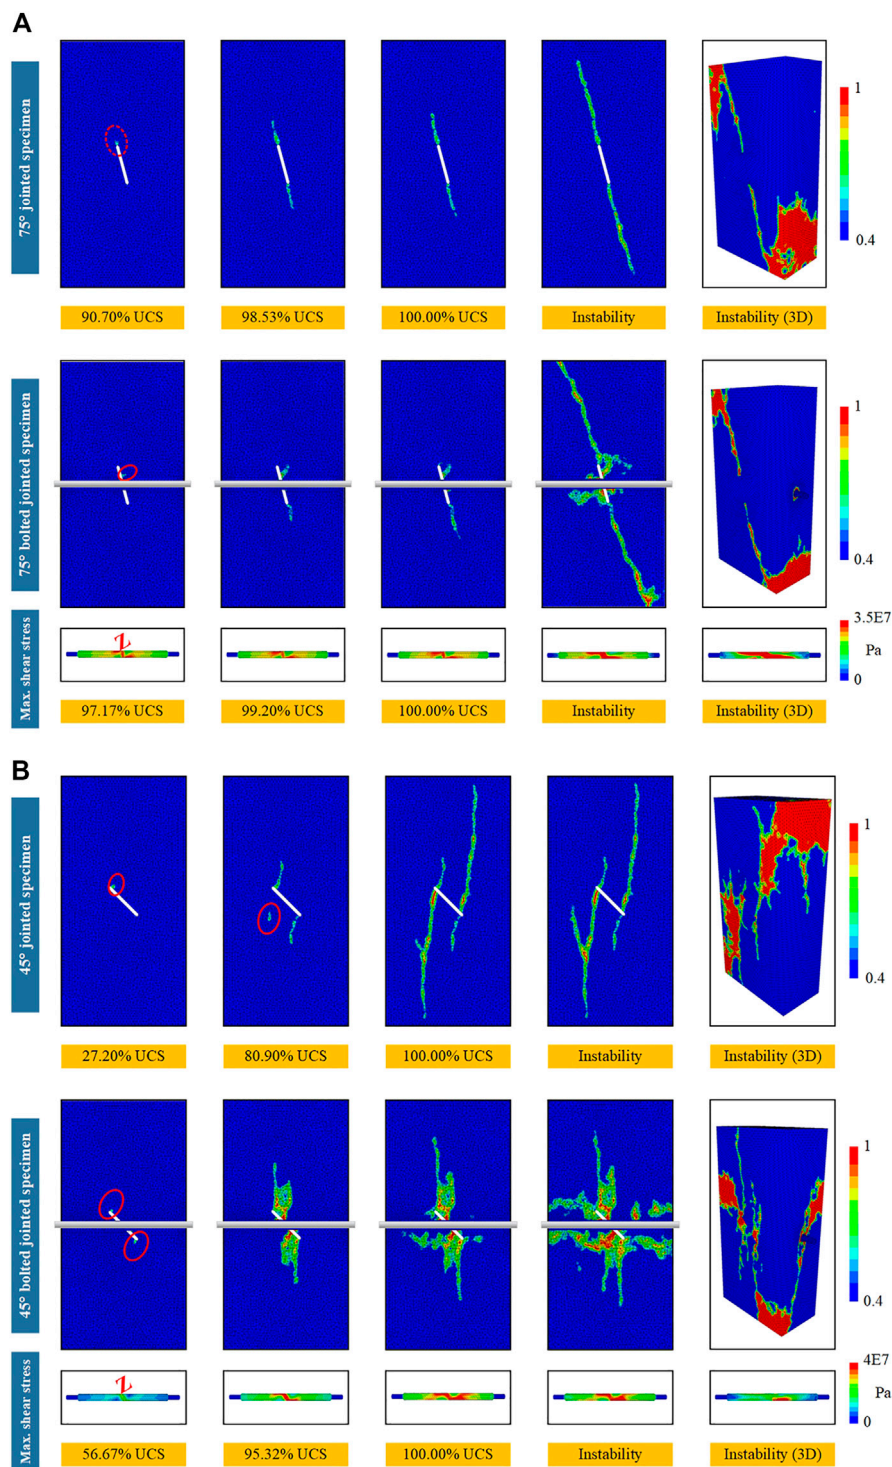 A
75° jointed specimen
1
0.4
90.70% UCS
98.53% UCS
100.00% UCS
Instability
Instability (3D)
75° bolted jointed specimen
1
0.4
Max. shear stress
Z
3.5E7
Pa
0
97.17% UCS
99.20% UCS
100.00% UCS
Instability
Instability (3D)
B
45° jointed specimen
1
0.4
27.20% UCS
80.90% UCS
100.00% UCS
Instability
Instability (3D)
45° bolted jointed specimen
1
0.4
Max. shear stress
Z
4E7
Pa
0
56.67% UCS
95.32% UCS
100.00% UCS
Instability
Instability (3D)